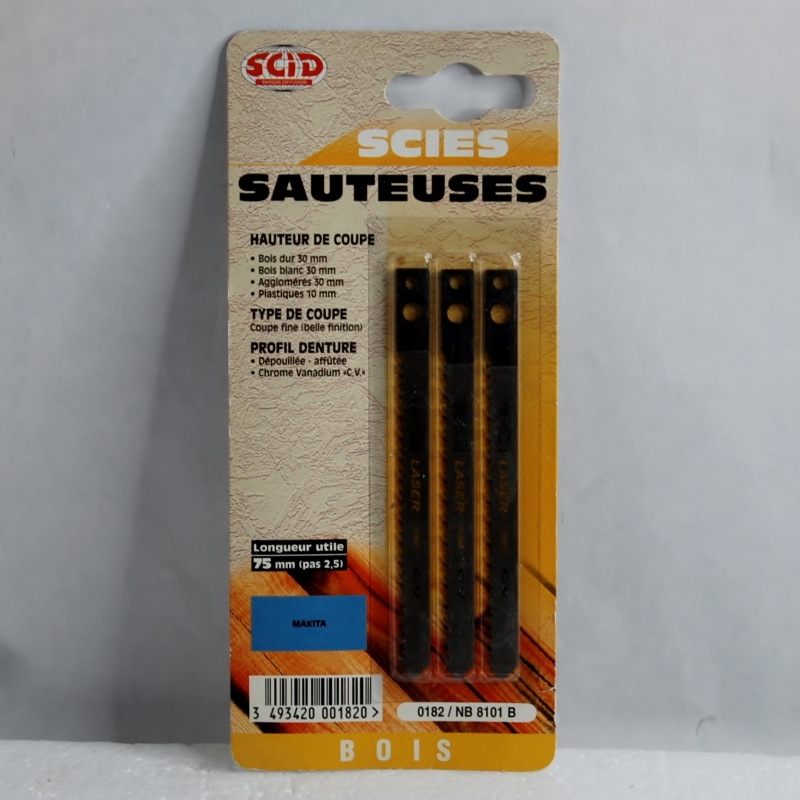 SCID
SCIES
SAUTEUSES
HAUTEUR DE COUPE
• Bois dur 30 mm
• Bois blanc 30 mm
• Agglomérés 30 mm
• Plastiques 10 mm
TYPE DE COUPE
Coupe fine (belle finition)
PROFIL DENTURE
• Dépouillée - affûtée
• Chrome Vanadium «C.V.»
LASER
LASER
LASER
CV
Longueur utile
75 mm (pas 2,5)
MAKITA
3 493420 001820 >
0182 / NB 8101 B
BOIS